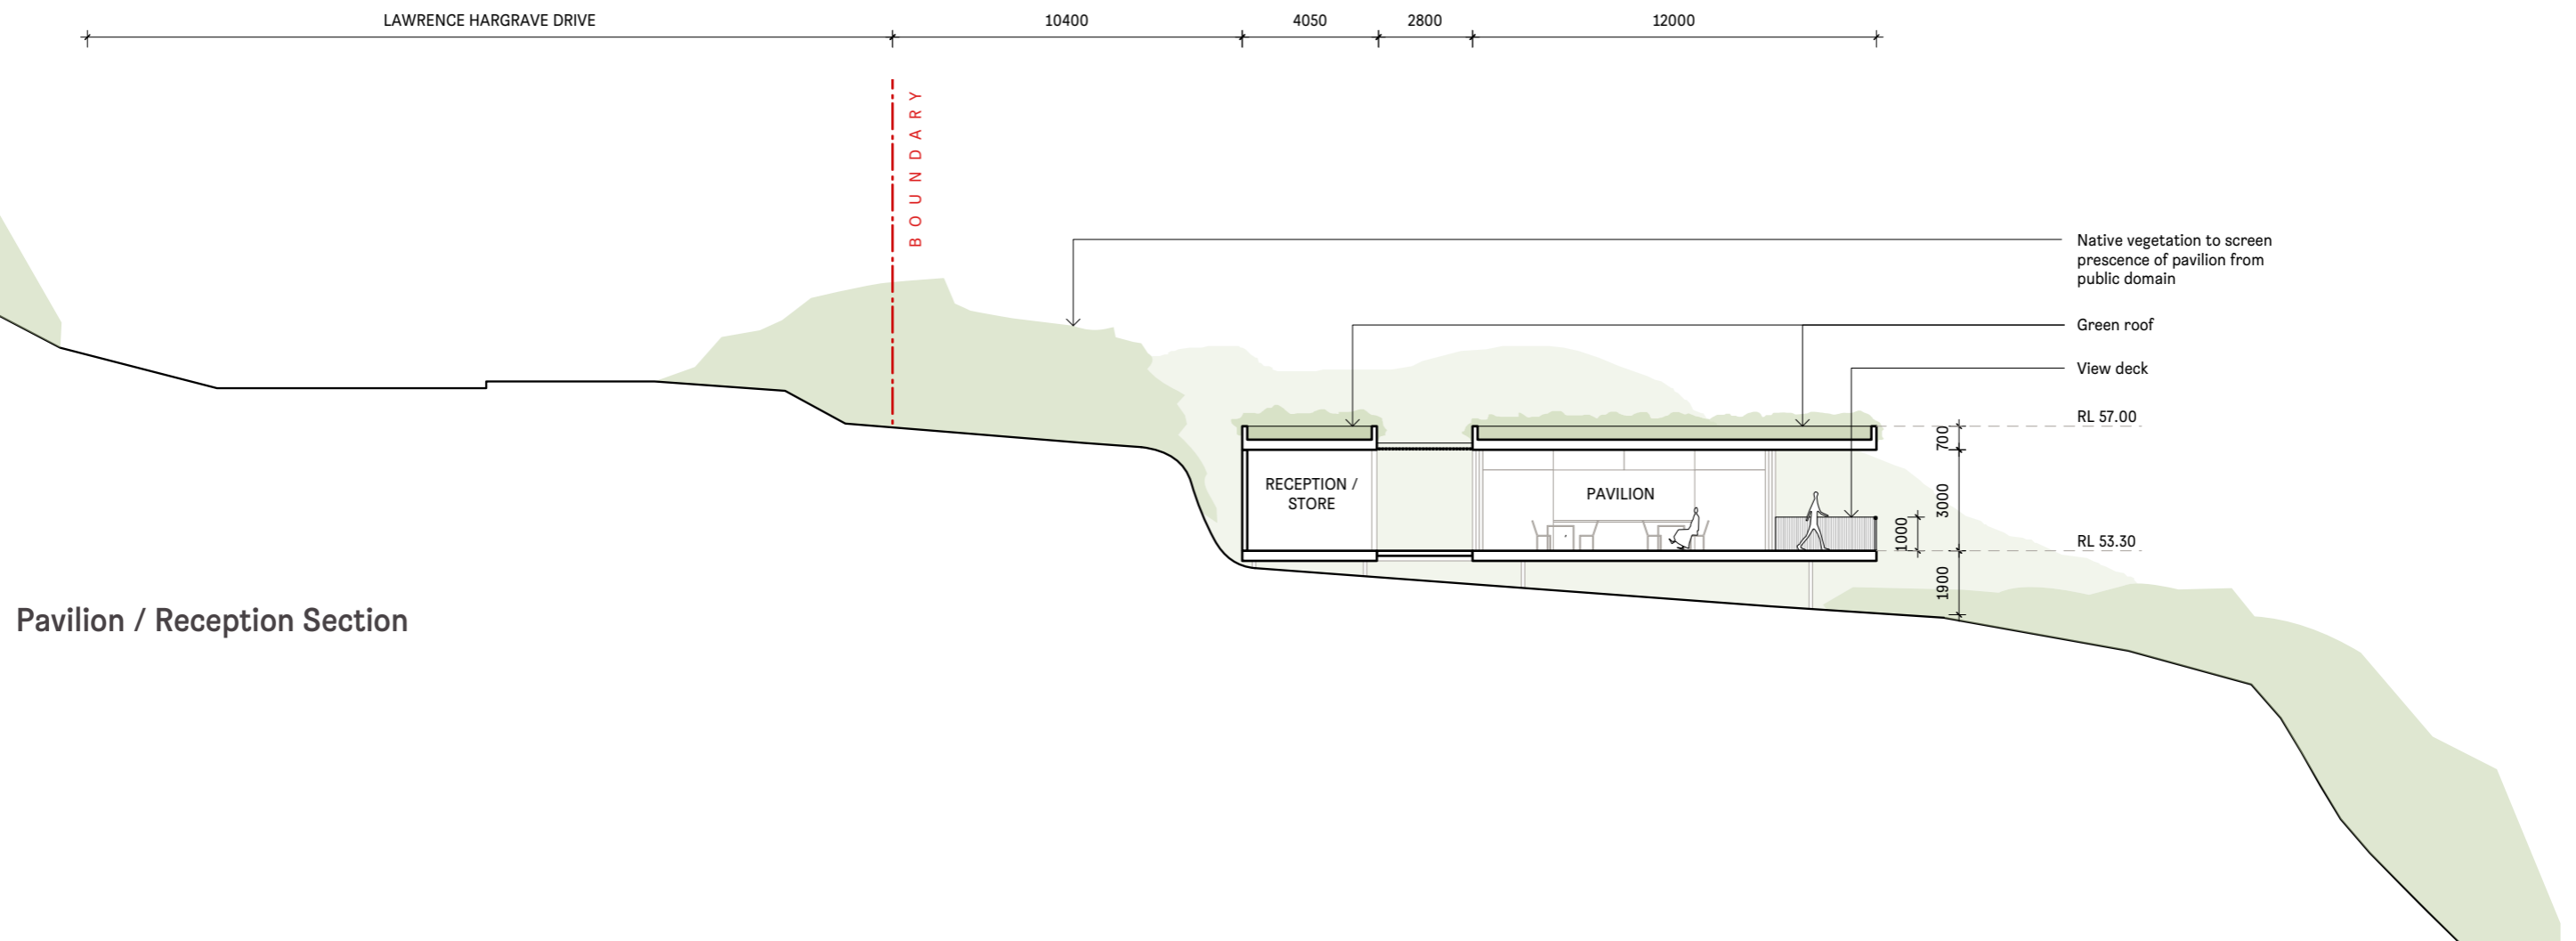 LAWRENCE HARGRAVE DRIVE
10400
4050
2800
12000
BOUNDARY
Native vegetation to screen
prescence of pavilion from
public domain
Green roof
View deck
RL 57.00
700
RECEPTION /
STORE
PAVILION
3000
1000
RL 53.30
1900
Pavilion / Reception Section